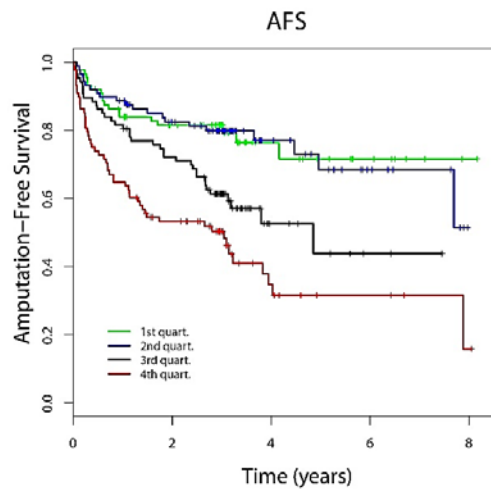 AFS
Amputation–Free Survival
1.0
0.8
0.6
0.4
0.2
0.0
1st quart.
2nd quart.
3rd quart.
4th quart.
0 2 4 6 8
Time (years)